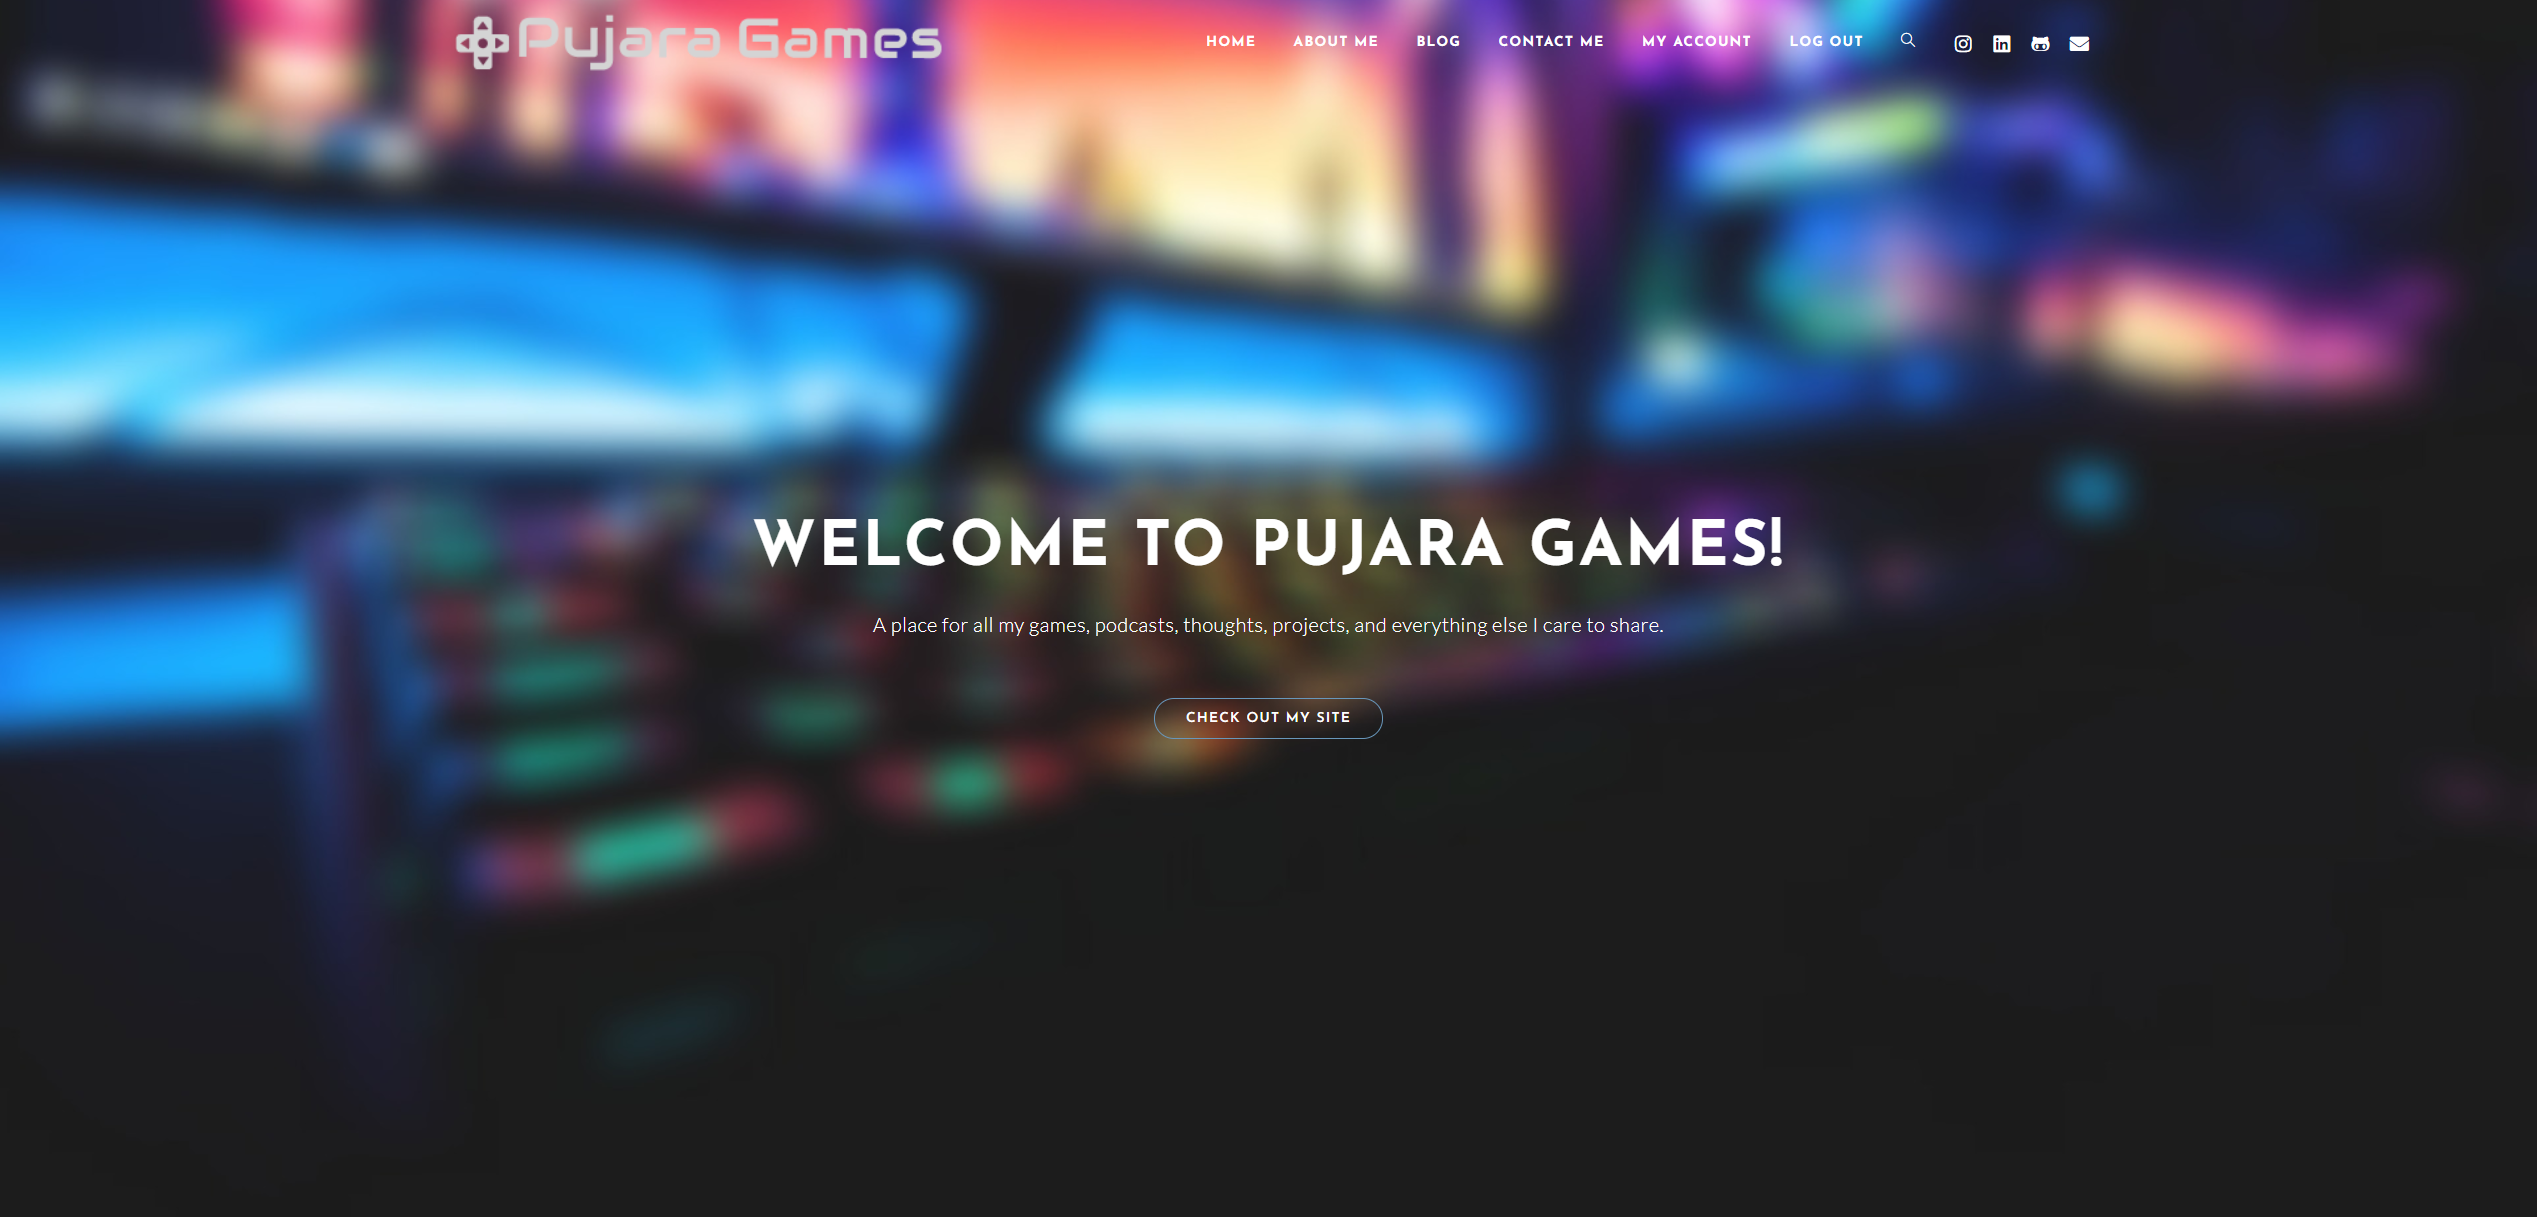 Pujara Games
HOME ABOUT ME BLOG CONTACT ME MY ACCOUNT LOG OUT
WELCOME TO PUJARA GAMES!
A place for all my games, podcasts, thoughts, projects, and everything else I care to share.
CHECK OUT MY SITE